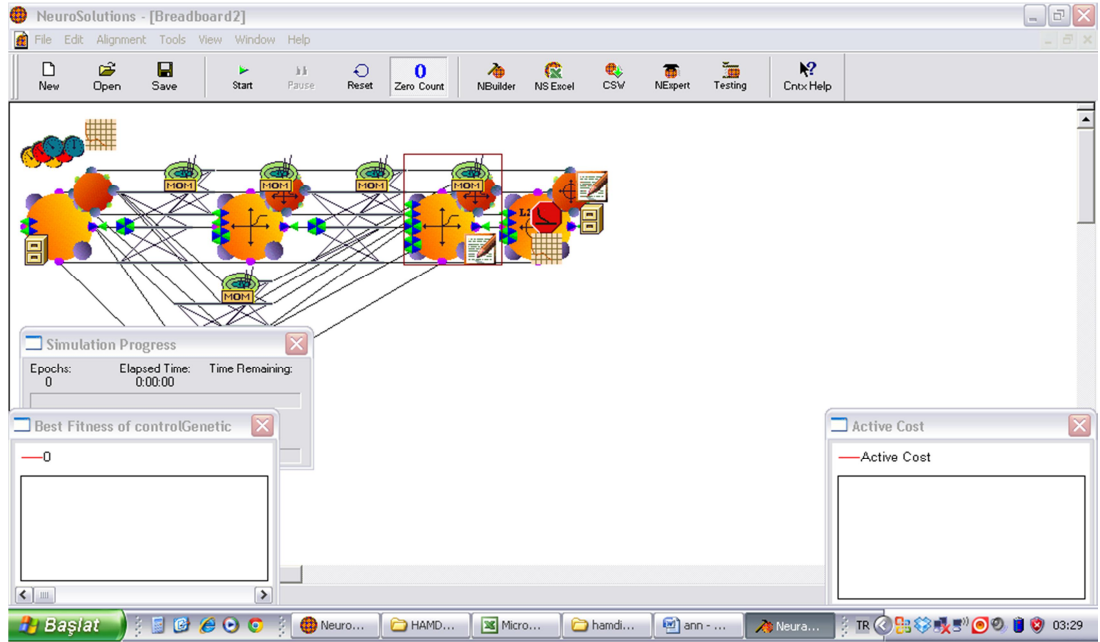 NeuroSolutions - [Breadboard2]
File Edit Alignment Tools View Window Help
New Open Save Start Pause Reset 0 Zero Count NBuilder NS Excel CSW NExpert Testing Cntx Help
MOM MOM MOM MOM
MOM
Simulation Progress
Epochs: Elapsed Time: Time Remaining:
0 0:00:00
Best Fitness of controlGenetic
0
Active Cost
Active Cost
Başlat Neuro... HAMD... Micro... hamdi... ann - ... Neura... TR 03:29